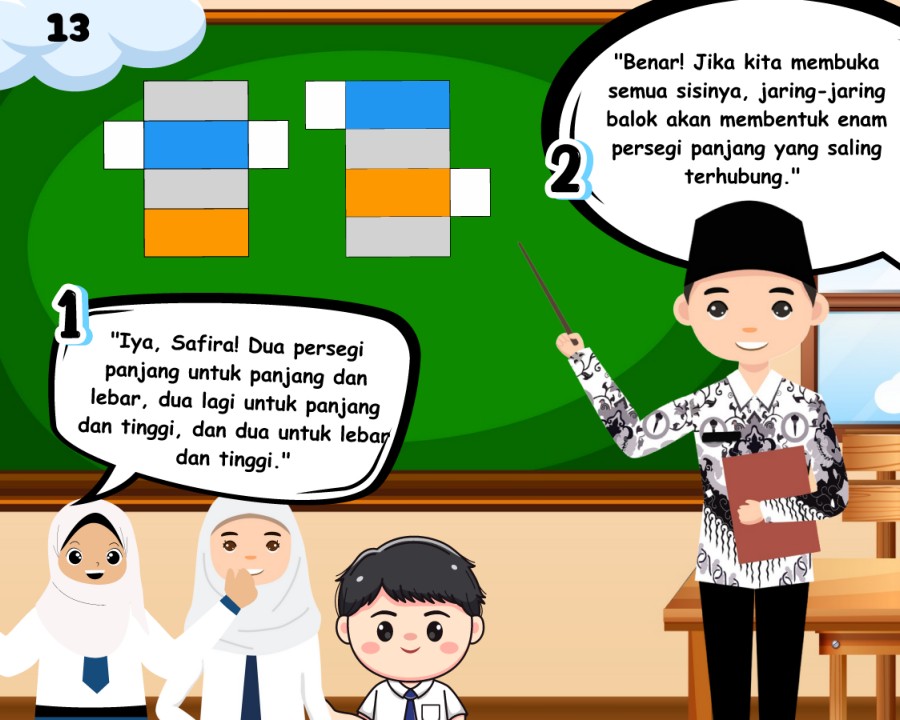 13
1
"Iya, Safira! Dua persegi
panjang untuk panjang dan
lebar, dua lagi untuk panjang
dan tinggi, dan dua untuk lebar
dan tinggi."
2
"Benar! Jika kita membuka
semua sisinya, jaring-jaring
balok akan membentuk enam
persegi panjang yang saling
terhubung."